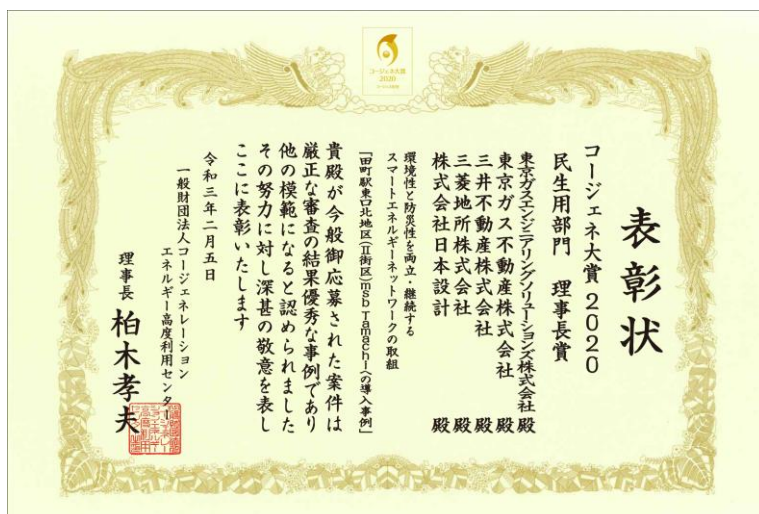 コージェネ大賞
2020
表彰状
コージェネ大賞2020
民生用部門 理事長賞
東京ガスエンジニアリングソリューションズ株式会社 殿
東京ガス不動産株式会社 殿
三井不動産株式会社 殿
三菱地所株式会社 殿
株式会社日本設計 殿
環境性と防災性を両立・継続する
スマートエネルギーネットワークの取組
「田町駅東口北地区(Ⅱ街区)msb Tamachiへの導入事例」
貴殿が今般御応募された案件は
厳正な審査の結果優秀な事例であり
他の模範になると認められました
その努力に対し深甚の敬意を表し
ここに表彰いたします
令和三年二月五日
一般財団法人コージェネレーション
エネルギー高度利用センター
理事長 柏木孝夫